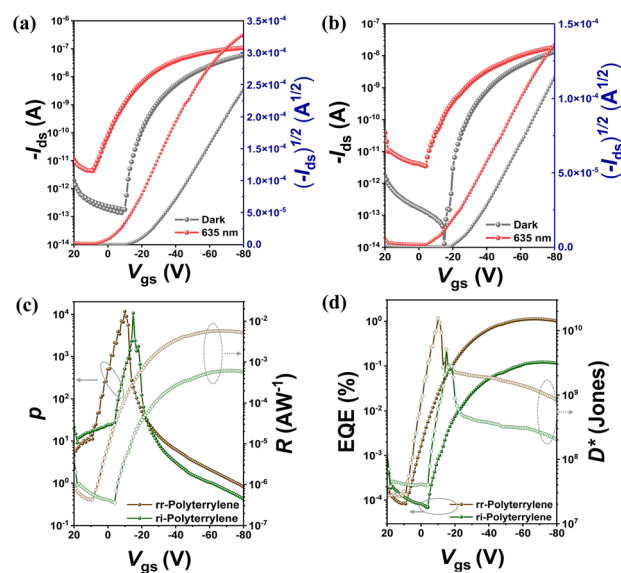 (a)
10⁻⁶
10⁻⁷
10⁻⁸
10⁻⁹
10⁻¹⁰
10⁻¹¹
10⁻¹²
10⁻¹³
10⁻¹⁴
-I_ds (A)
3.5×10⁻⁴
3.0×10⁻⁴
2.5×10⁻⁴
2.0×10⁻⁴
1.5×10⁻⁴
1.0×10⁻⁴
5.0×10⁻⁵
0.0
(-I_ds)^1/2 (A^1/2)
Dark
635 nm
20 0 -20 -40 -60 -80
V_gs (V)
(b)
10⁻⁷
10⁻⁸
10⁻⁹
10⁻¹⁰
10⁻¹¹
10⁻¹²
10⁻¹³
10⁻¹⁴
-I_ds (A)
1.5×10⁻⁴
1.0×10⁻⁴
5.0×10⁻⁵
0.0
(-I_ds)^1/2 (A^1/2)
Dark
635 nm
20 0 -20 -40 -60 -80
V_gs (V)
(c)
10⁴
10³
10²
10¹
10⁰
10⁻¹
p
10⁻²
10⁻³
10⁻⁴
10⁻⁵
10⁻⁶
10⁻⁷
R (AW⁻¹)
rr-Polyterrylene
ri-Polyterrylene
20 0 -20 -40 -60 -80
V_gs (V)
(d)
10⁰
10⁻¹
10⁻²
10⁻³
10⁻⁴
EQE (%)
10¹⁰
10⁹
10⁸
10⁷
D* (Jones)
rr-Polyterrylene
ri-Polyterrylene
20 0 -20 -40 -60 -80
V_gs (V)